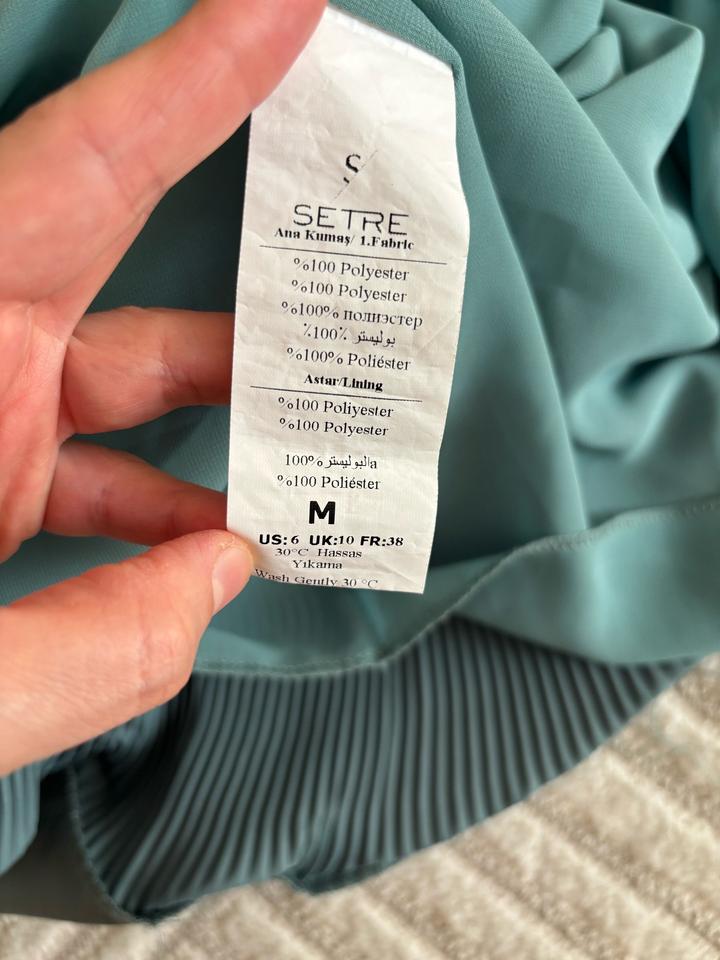 S
SETRE
Ana Kumaş/ 1.Fabric
%100 Polyester
%100 Polyester
%100% полиэстер
٪100٪ بوليستر
%100% Poliéster
Astar/Lining
%100 Poliyester
%100 Polyester
100% البوليسترa
%100 Poliéster
M
US: 6 UK:10 FR:38
30°C Hassas
Yıkama
Wash Gently 30 °C